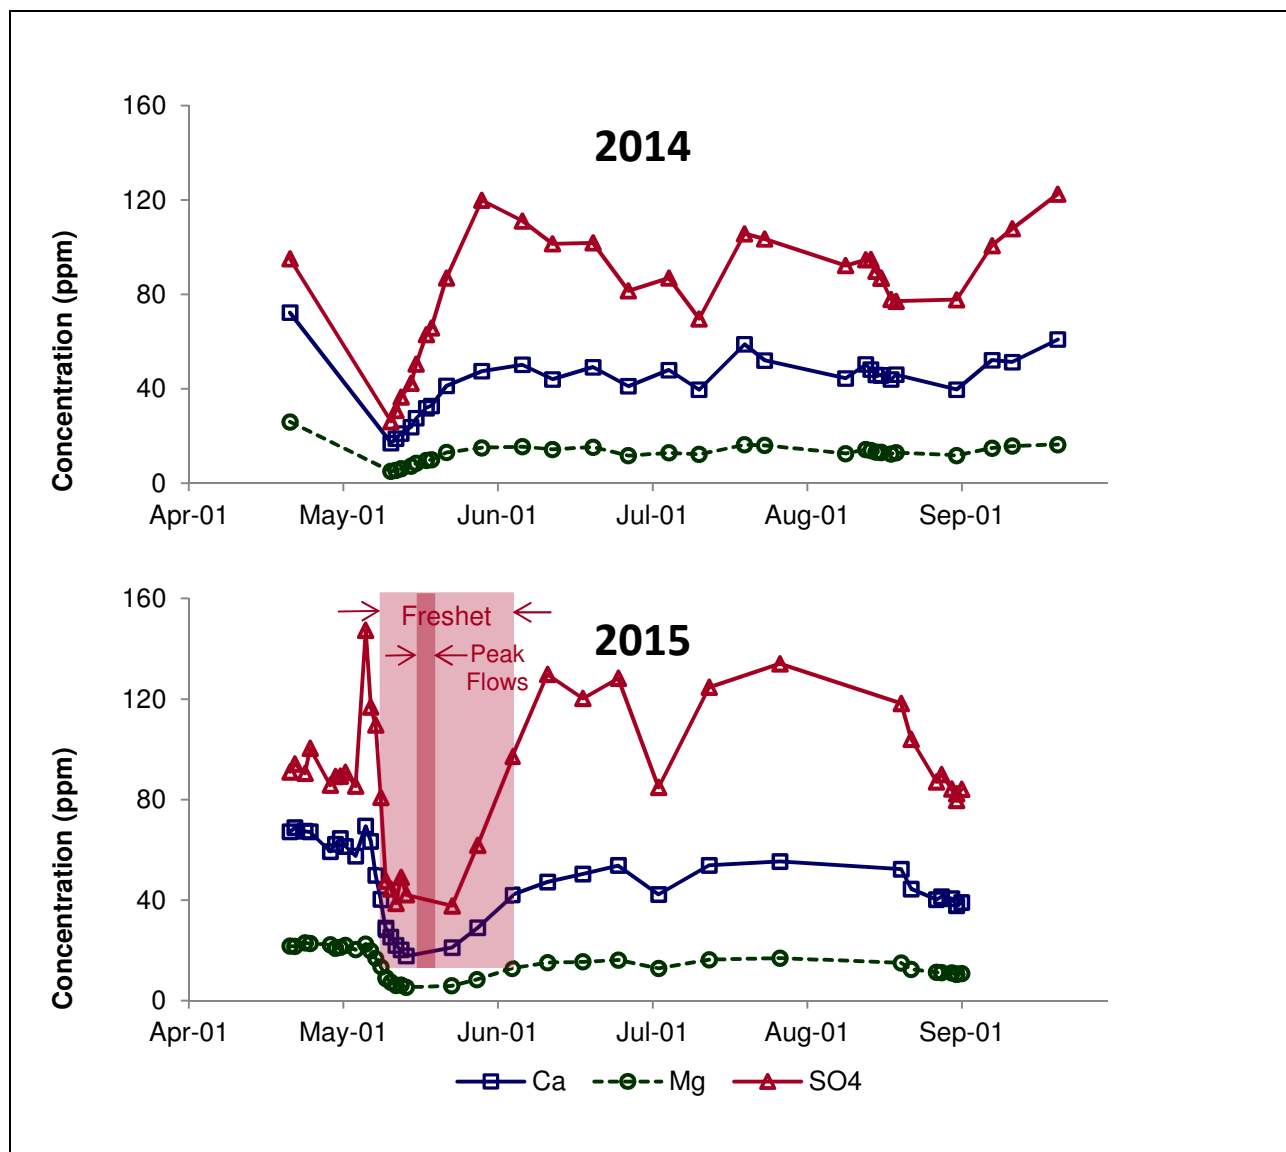 160
2014
120
80
40
0
Concentration (ppm)
Apr-01 May-01 Jun-01 Jul-01 Aug-01 Sep-01
160
Freshet
2015
Peak
Flows
120
80
40
0
Concentration (ppm)
Apr-01 May-01 Jun-01 Jul-01 Aug-01 Sep-01
Ca Mg SO4